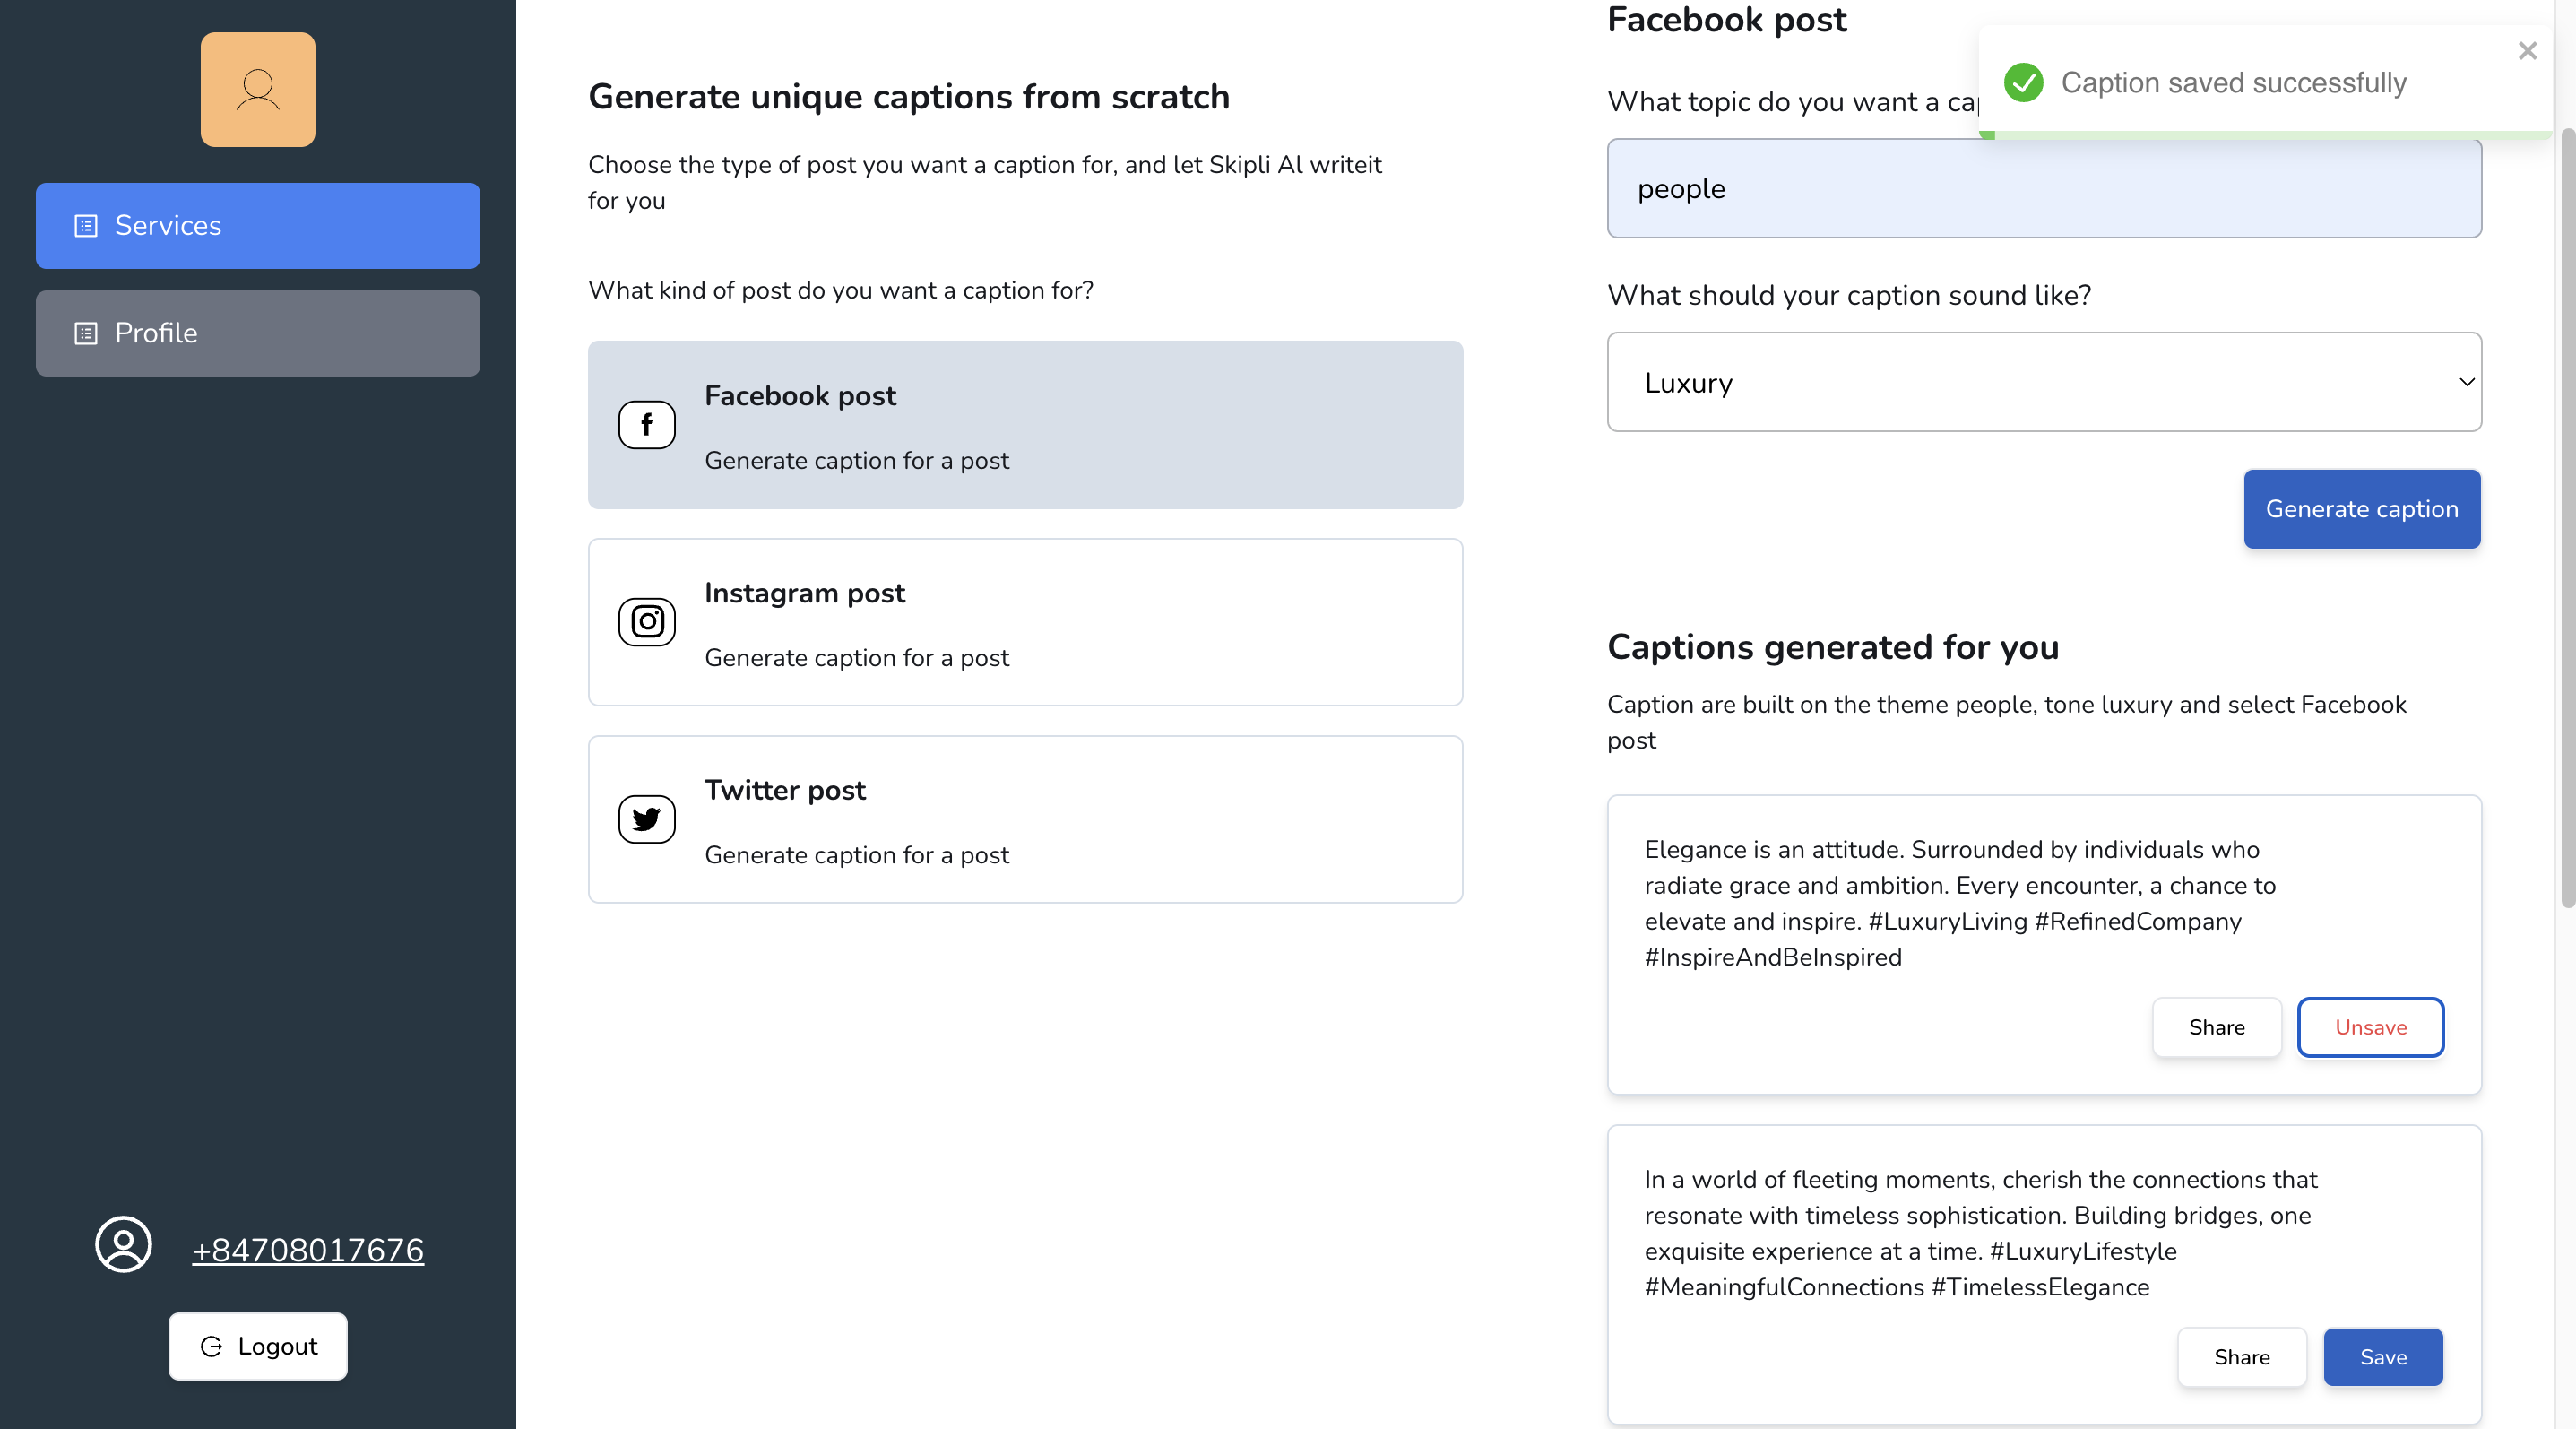 Services
Profile
+84708017676
Logout
Generate unique captions from scratch
Choose the type of post you want a caption for, and let Skipli Al writeit
for you
What kind of post do you want a caption for?
Facebook post
Generate caption for a post
Instagram post
Generate caption for a post
Twitter post
Generate caption for a post
Facebook post
Caption saved successfully
What topic do you want a
people
What should your caption sound like?
Luxury
Generate caption
Captions generated for you
Caption are built on the theme people, tone luxury and select Facebook
post
Elegance is an attitude. Surrounded by individuals who
radiate grace and ambition. Every encounter, a chance to
elevate and inspire. #LuxuryLiving #RefinedCompany
#InspireAndBeInspired
Share
Unsave
In a world of fleeting moments, cherish the connections that
resonate with timeless sophistication. Building bridges, one
exquisite experience at a time. #LuxuryLifestyle
#MeaningfulConnections #TimelessElegance
Share
Save